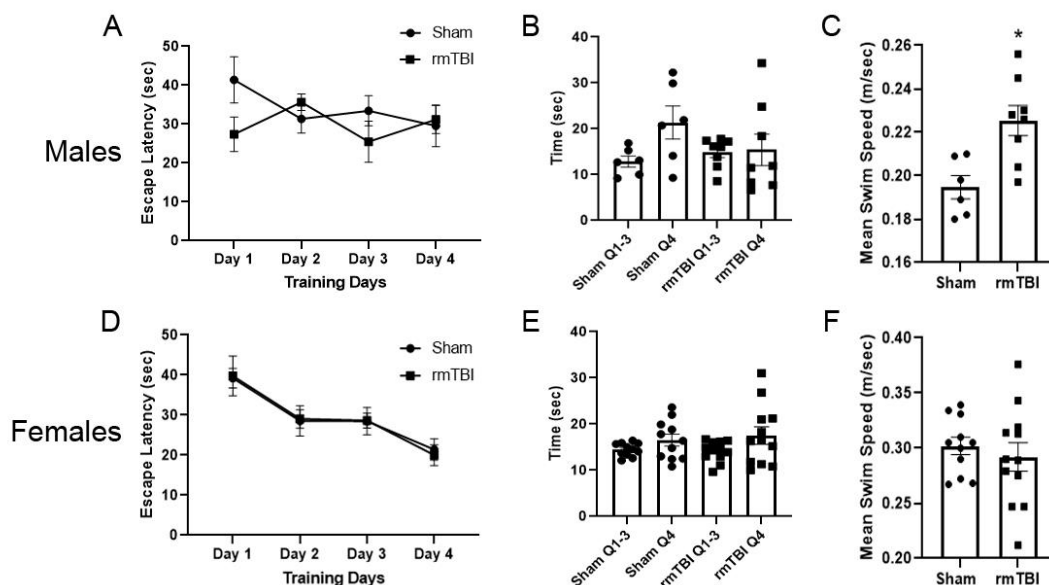 A
Sham
rmTBI
Males
Escape Latency (sec)
50
40
30
20
10
0
Day 1 Day 2 Day 3 Day 4
Training Days
B
Time (sec)
40
30
20
10
0
Sham Q1-3 Sham Q4 rmTBI Q1-3 rmTBI Q4
C
*
Mean Swim Speed (m/sec)
0.26
0.24
0.22
0.20
0.18
0.16
Sham rmTBI
D
Sham
rmTBI
Females
Escape Latency (sec)
50
40
30
20
10
0
Day 1 Day 2 Day 3 Day 4
Training Days
E
Time (sec)
40
30
20
10
0
Sham Q1-3 Sham Q4 rmTBI Q1-3 rmTBI Q4
F
Mean Swim Speed (m/sec)
0.40
0.35
0.30
0.25
0.20
Sham rmTBI